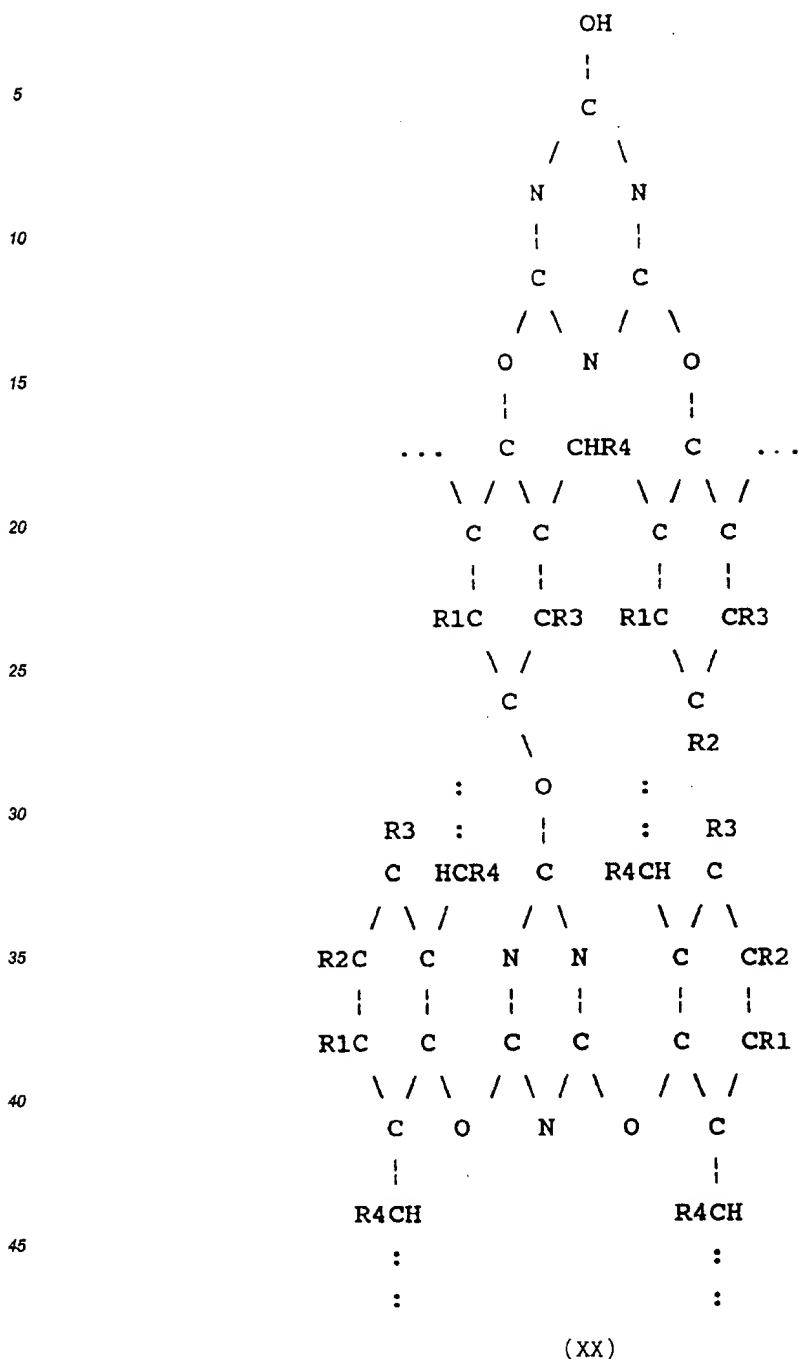 OH
¦
5
C
/ \
N N
¦ ¦
10
C C
/ \ / \
O N O
15
¦ ¦
... C CHR4 C ...
\ / \ / \ / \ /
20
C C C C
¦ ¦ ¦ ¦
R1C CR3 R1C CR3
\ / \ /
25
C C
\ R2
: O :
30
R3 : ¦ : R3
C HCR4 C R4CH C
/ \ / / \ \ / \
35
R2C C N N C CR2
¦ ¦ ¦ ¦ ¦ ¦
R1C C C C C CR1
\ / \ / \ / \ / \ /
40
C O N O C
¦ ¦
R4CH R4CH
45
: :
: :
(XX)